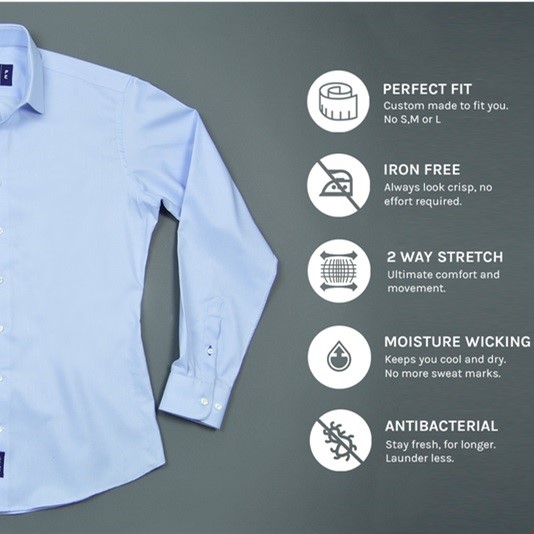 PERFECT FIT
Custom made to fit you.
No S,M or L
IRON FREE
Always look crisp, no
effort required.
2 WAY STRETCH
Ultimate comfort and
movement.
MOISTURE WICKING
Keeps you cool and dry.
No more sweat marks.
ANTIBACTERIAL
Stay fresh, for longer.
Launder less.